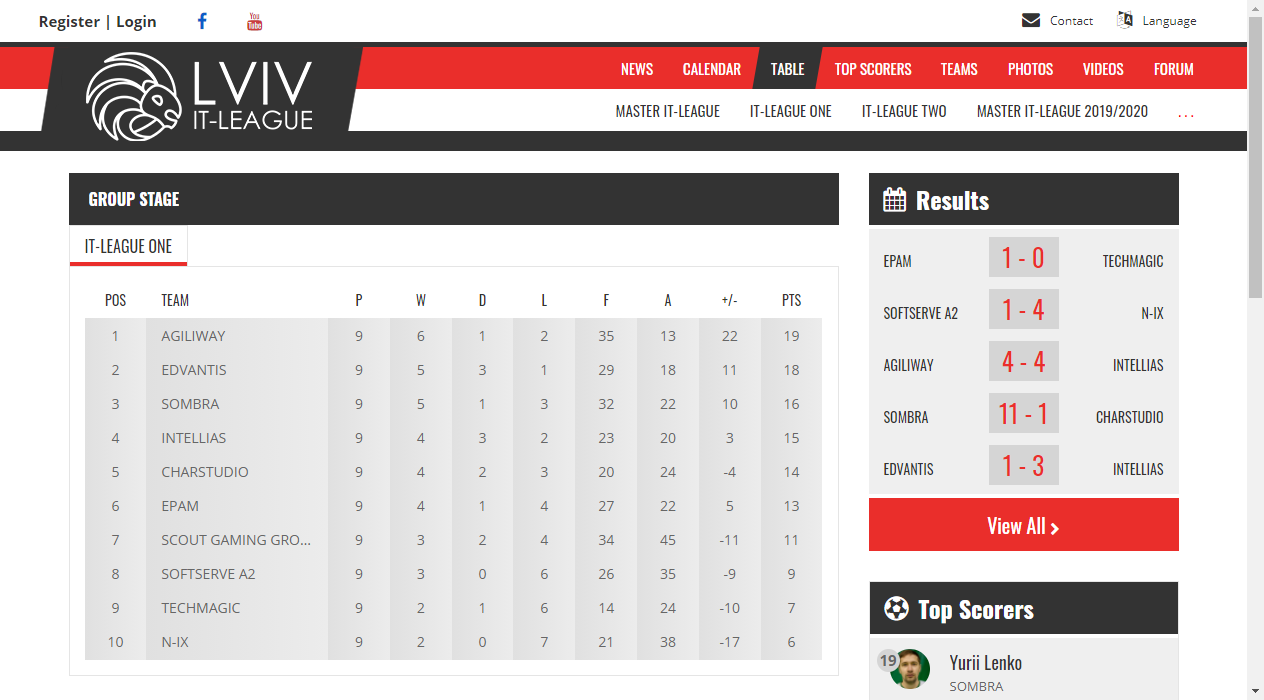 Register | Login
Contact
Language
LVIV
IT-LEAGUE
NEWS CALENDAR TABLE TOP SCORERS TEAMS PHOTOS VIDEOS FORUM
MASTER IT-LEAGUE IT-LEAGUE ONE IT-LEAGUE TWO MASTER IT-LEAGUE 2019/2020 ...
GROUP STAGE
IT-LEAGUE ONE
POS TEAM P W D L F A +/- PTS
1 AGILIWAY 9 6 1 2 35 13 22 19
2 EDVANTIS 9 5 3 1 29 18 11 18
3 SOMBRA 9 5 1 3 32 22 10 16
4 INTELLIAS 9 4 3 2 23 20 3 15
5 CHARSTUDIO 9 4 2 3 20 24 -4 14
6 EPAM 9 4 1 4 27 22 5 13
7 SCOUT GAMING GRO... 9 3 2 4 34 45 -11 11
8 SOFTSERVE A2 9 3 0 6 26 35 -9 9
9 TECHMAGIC 9 2 1 6 14 24 -10 7
10 N-IX 9 2 0 7 21 38 -17 6
Results
EPAM 1 - 0 TECHMAGIC
SOFTSERVE A2 1 - 4 N-IX
AGILIWAY 4 - 4 INTELLIAS
SOMBRA 11 - 1 CHARSTUDIO
EDVANTIS 1 - 3 INTELLIAS
View All
Top Scorers
19
Yurii Lenko
SOMBRA
You
Tube